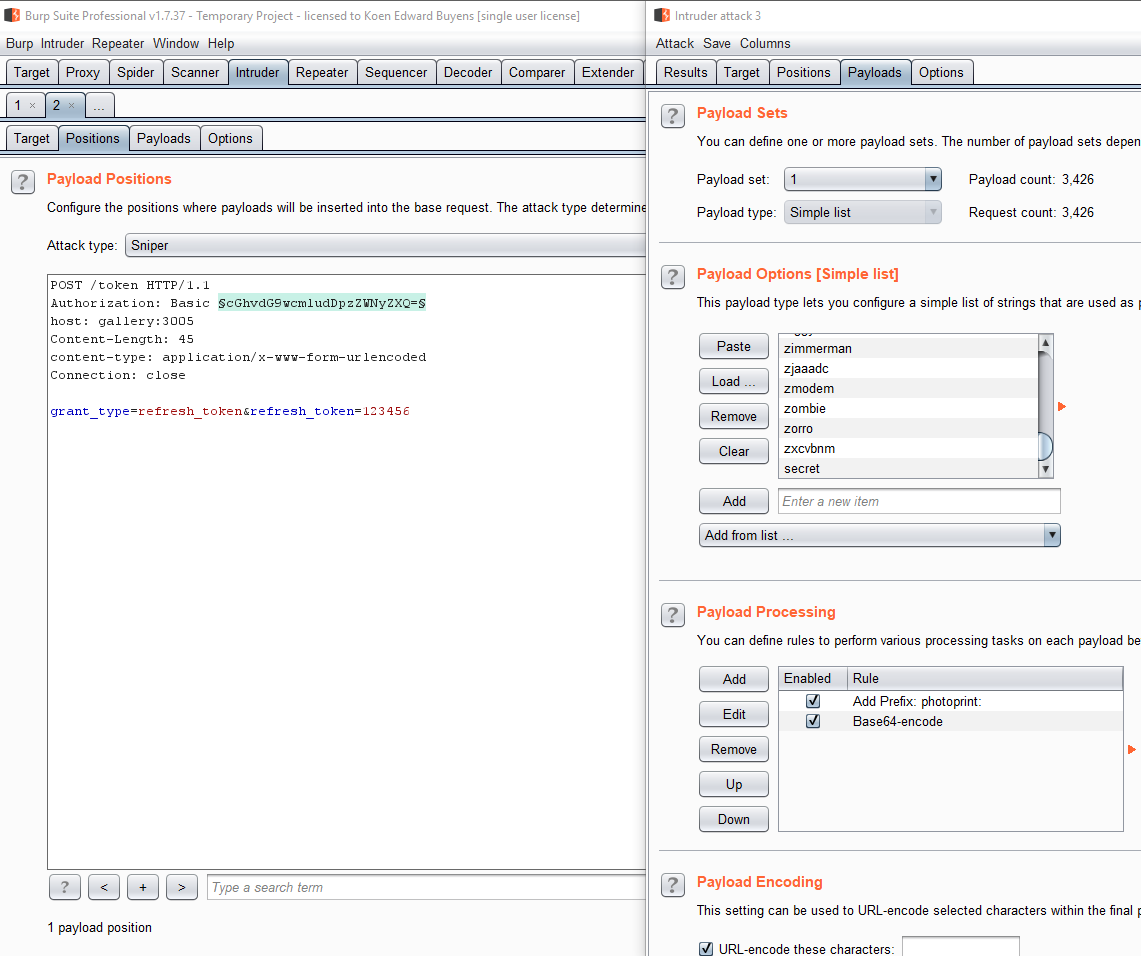 Burp Suite Professional v1.7.37 - Temporary Project - licensed to Koen Edward Buyens [single user license]
Burp Intruder Repeater Window Help
Target Proxy Spider Scanner Intruder Repeater Sequencer Decoder Comparer Extender
1 × 2 × ...
Target Positions Payloads Options
? Payload Positions
Configure the positions where payloads will be inserted into the base request. The attack type determine
Attack type: Sniper
POST /token HTTP/1.1
Authorization: Basic §cGhvdG9wcmludDpzZWNyZXQ=§
host: gallery:3005
Content-Length: 45
content-type: application/x-www-form-urlencoded
Connection: close
grant_type=refresh_token&refresh_token=123456
? < + > Type a search term
1 payload position
Intruder attack 3
Attack Save Columns
Results Target Positions Payloads Options
? Payload Sets
You can define one or more payload sets. The number of payload sets depen
Payload set: 1 Payload count: 3,426
Payload type: Simple list Request count: 3,426
? Payload Options [Simple list]
This payload type lets you configure a simple list of strings that are used as p
Paste
Load ...
Remove
Clear
zimmerman
zjaaadc
zmodem
zombie
zorro
zxcvbnm
secret
Add Enter a new item
Add from list ...
? Payload Processing
You can define rules to perform various processing tasks on each payload be
Add
Edit
Remove
Up
Down
Enabled Rule
Add Prefix: photoprint:
Base64-encode
? Payload Encoding
This setting can be used to URL-encode selected characters within the final p
URL-encode these characters: